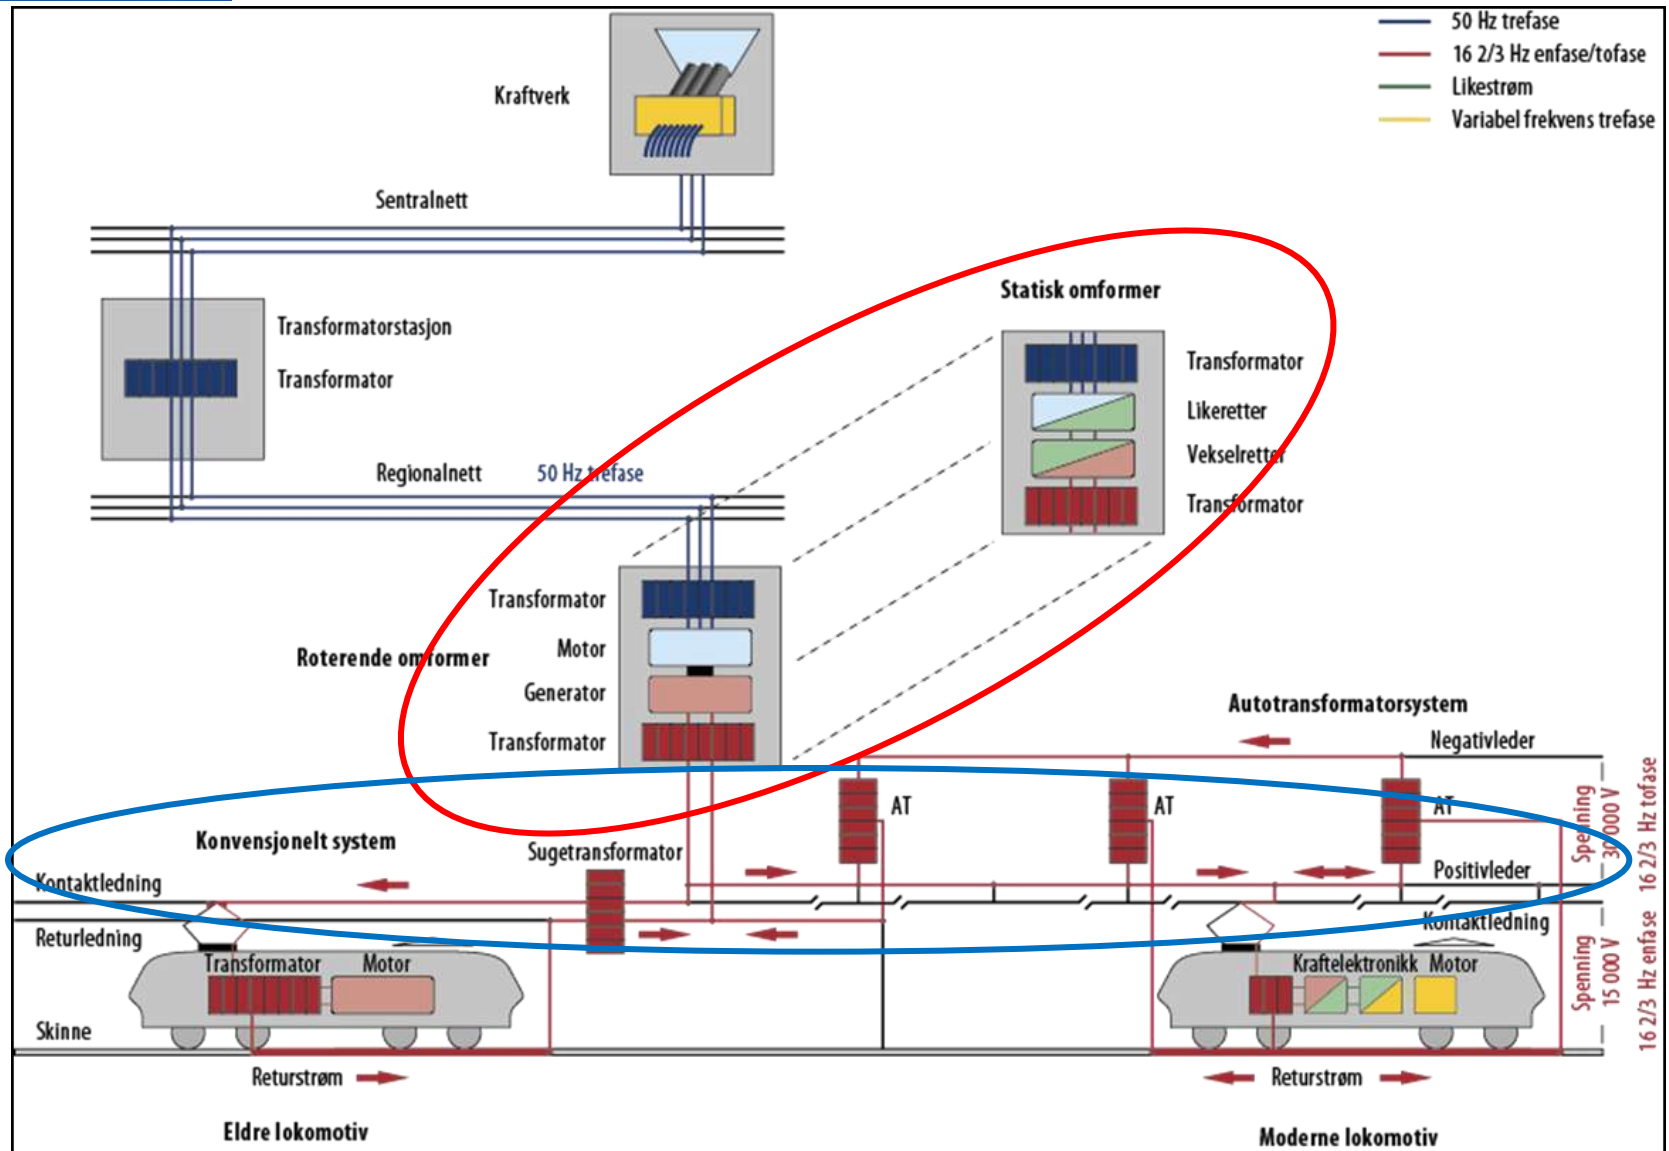 50 Hz trefase
16 2/3 Hz enfase/tofase
Likestrøm
Variabel frekvens trefase
Kraftverk
Sentralnett
Transformatorstasjon
Transformator
Regionalnett
50 Hz trefase
Statisk omformer
Transformator
Likeretter
Vekselretter
Transformator
Roterende omformer
Transformator
Motor
Generator
Transformator
Autotransformatorsystem
Negativleder
AT
AT
AT
Positivleder
Kontaktledning
Spenning
30 000 V
16 2/3 Hz tofase
Spenning
15 000 V
16 2/3 Hz enfase
Konvensjonelt system
Sugetransformator
Kontaktledning
Returledning
Transformator
Motor
Skinne
Returstrøm
Eldre lokomotiv
Kraftelektronikk
Motor
Returstrøm
Moderne lokomotiv